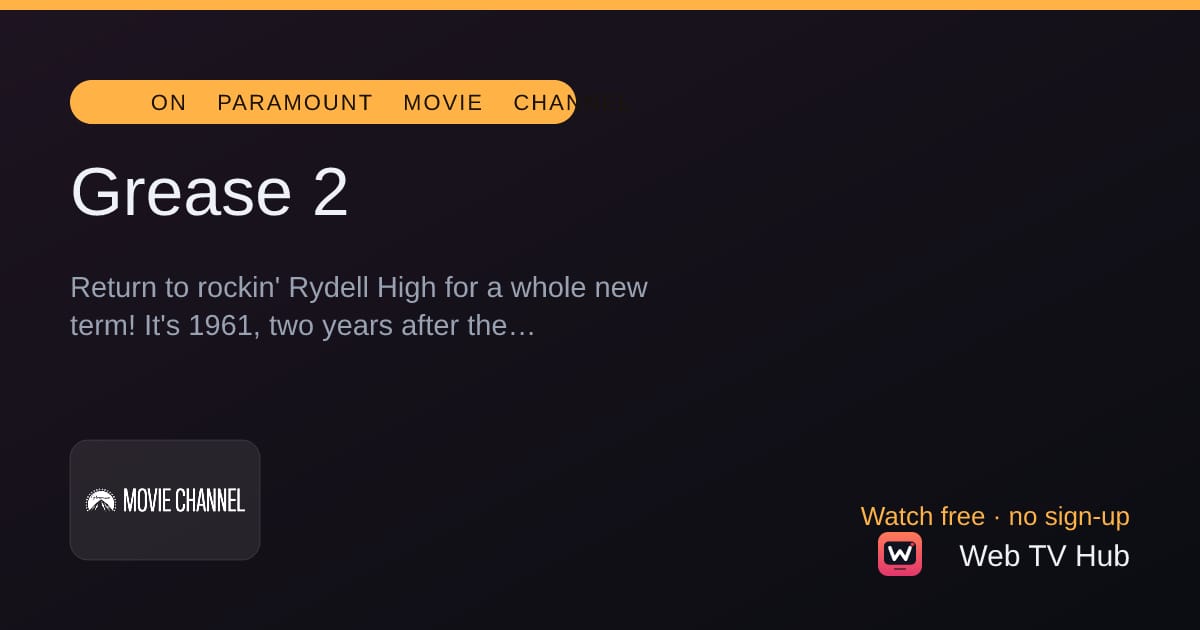 ON PARAMOUNT MOVIE CHANNEL
Grease 2
Return to rockin' Rydell High for a whole new
term! It's 1961, two years after the…
MOVIE CHANNEL
Watch free · no sign-up
W
Web TV Hub